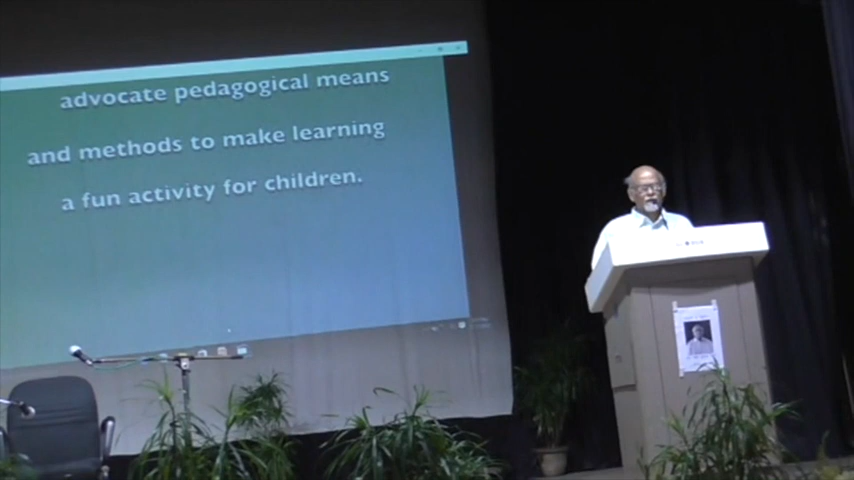 advocate pedagogical means
and methods to make learning
a fun activity for children.